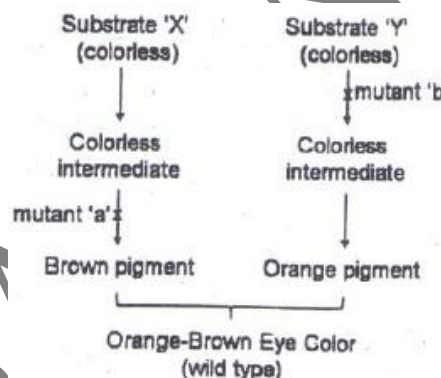 Substrate 'X'
(colorless)
Substrate 'Y'
(colorless)
mutant 'b
Colorless
intermediate
Colorless
intermediate
mutant 'a'
Brown pigment
Orange pigment
Orange-Brown Eye Color
(wild type)